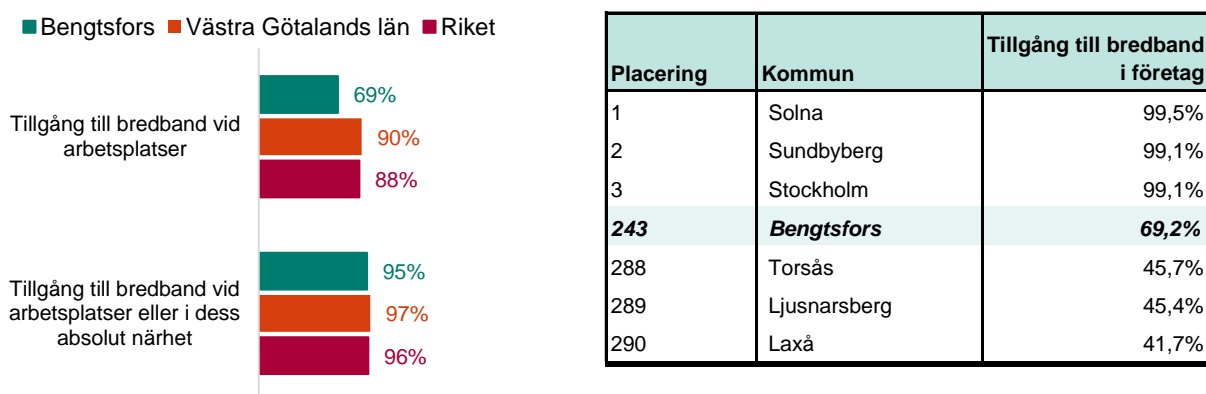 Bengtsfors Västra Götalands län Riket
Tillgång till bredband vid
arbetsplatser
69%
90%
88%
Tillgång till bredband vid
arbetsplatser eller i dess
absolut närhet
95%
97%
96%
Placering Kommun Tillgång till bredband i företag
1 Solna 99,5%
2 Sundbyberg 99,1%
3 Stockholm 99,1%
243 Bengtsfors 69,2%
288 Torsås 45,7%
289 Ljusnarsberg 45,4%
290 Laxå 41,7%